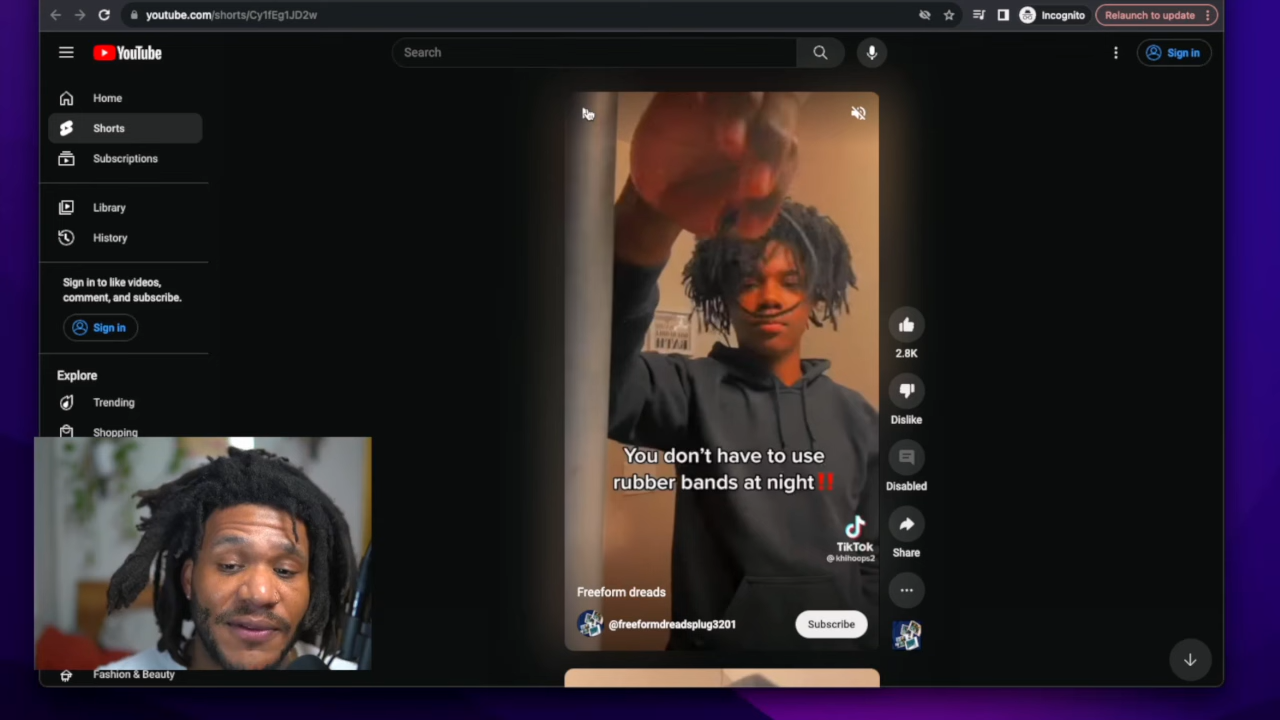 youtube.com/shorts/Cy1fEg1JD2w
Incognito
Relaunch to update
YouTube
Search
Sign in
Home
Shorts
Subscriptions
Library
History
Sign in to like videos,
comment, and subscribe.
Sign in
Explore
Trending
Shopping
Fashion & Beauty
You don't have to use
rubber bands at night‼️
TikTok
@khihoops2
Freeform dreads
@freeformdreadsplug3201
Subscribe
2.8K
Dislike
Disabled
Share